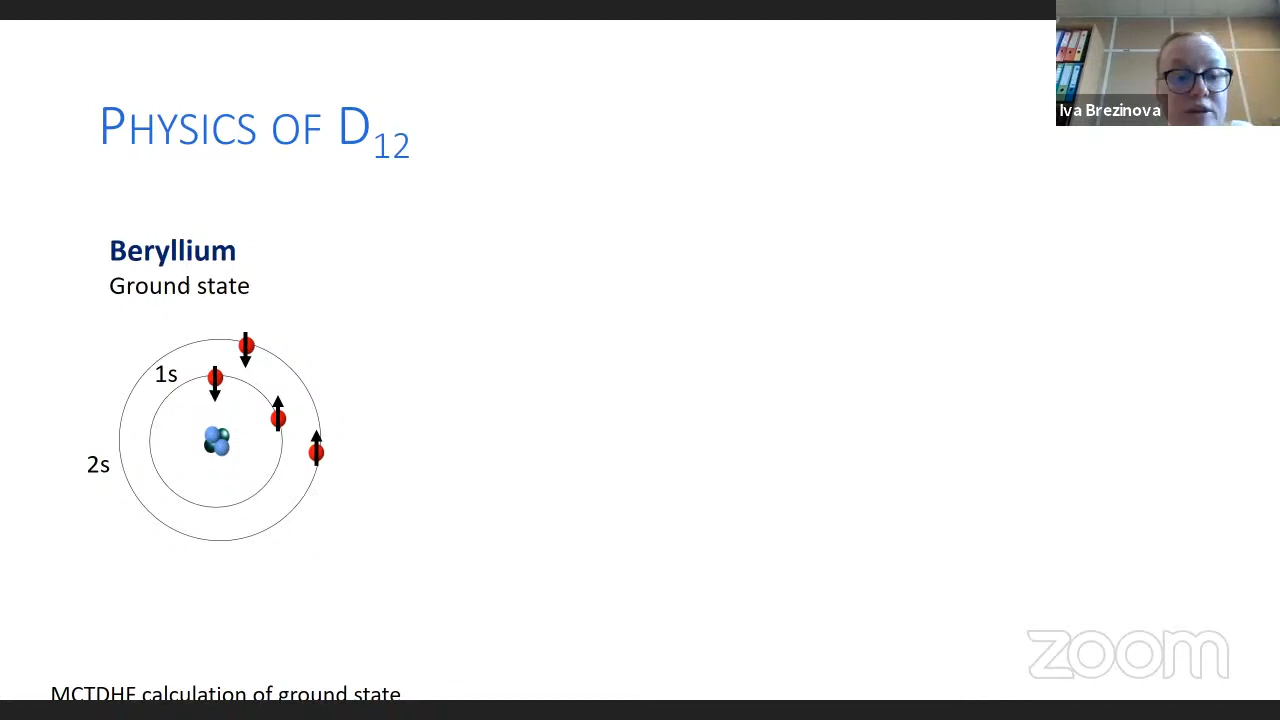 PHYSICS OF D12
Iva Brezinova
Beryllium
Ground state
1s
2s
zoom
MCTDHF calculation of ground state